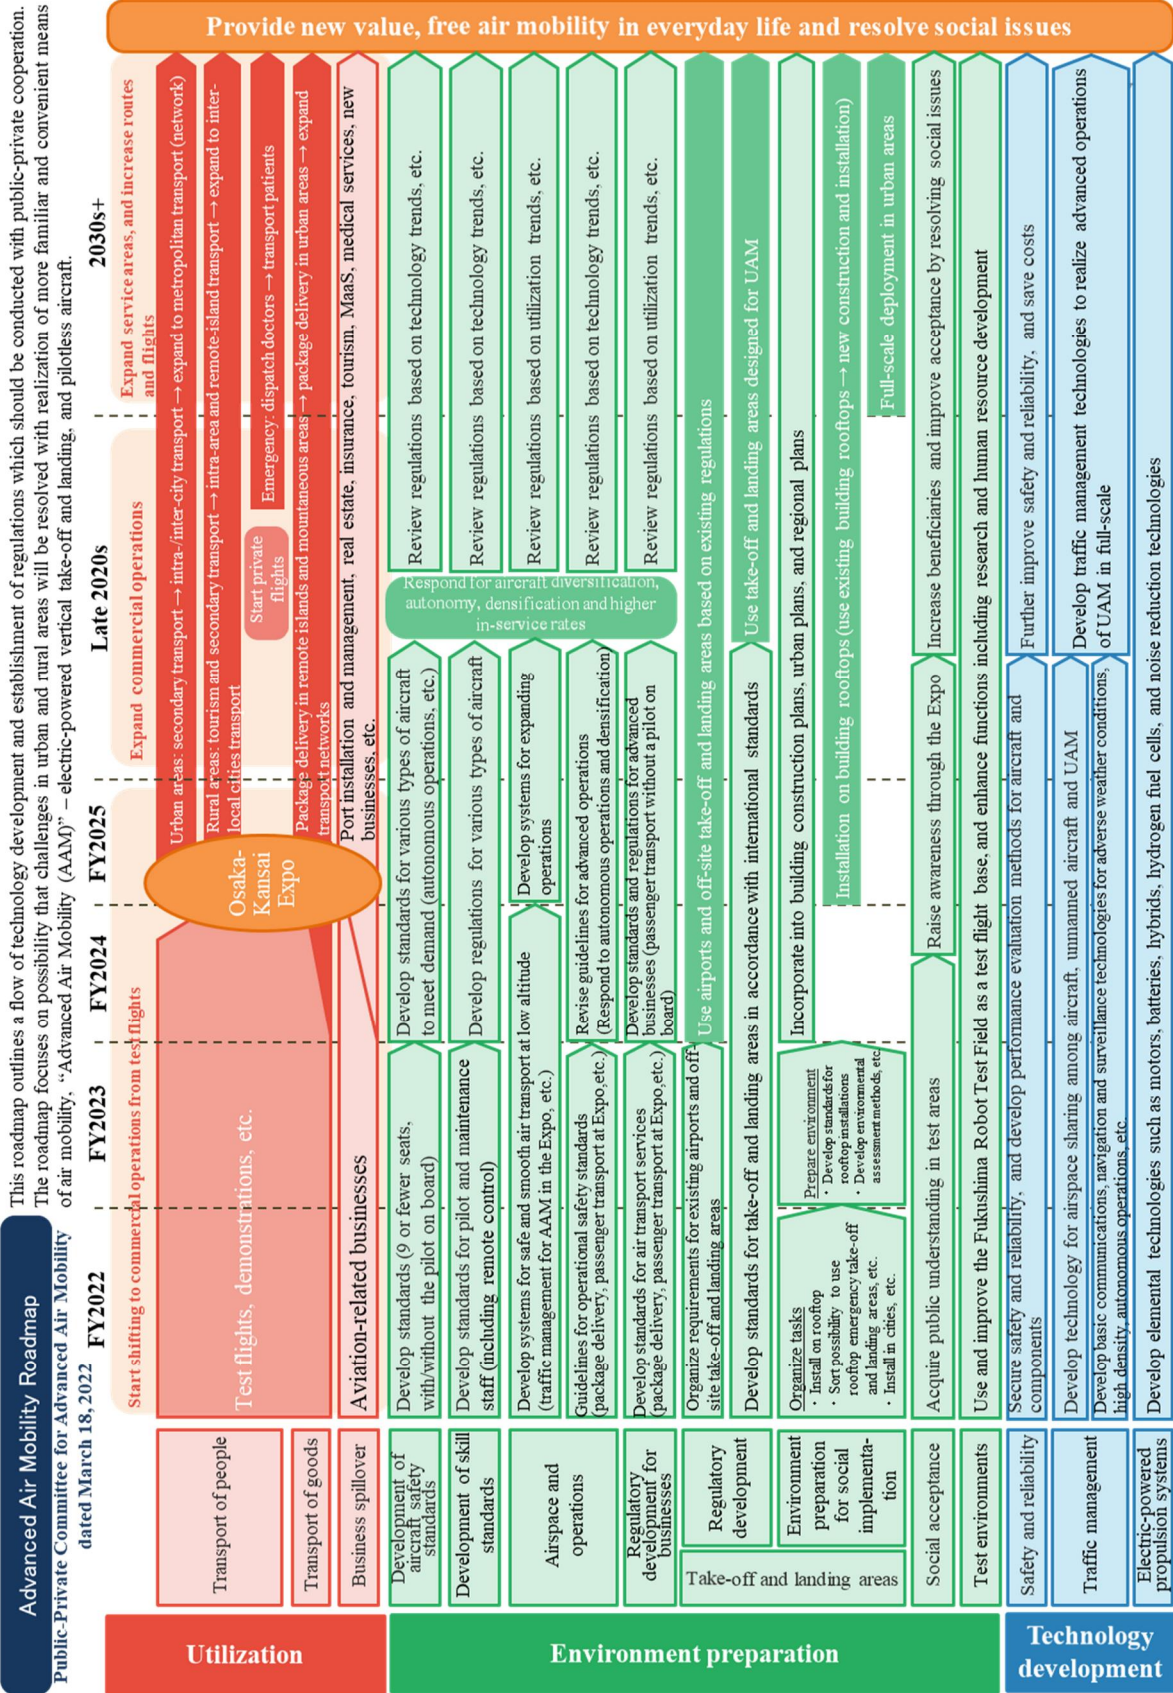 Advanced Air Mobility Roadmap
Public-Private Committee for Advanced Air Mobility
dated March 18, 2022
This roadmap outlines a flow of technology development and establishment of regulations which should be conducted with public-private cooperation.
The roadmap focuses on possibility that challenges in urban and rural areas will be resolved with realization of more familiar and convenient means
of air mobility, “Advanced Air Mobility (AAM)” – electric-powered vertical take-off and landing, and pilotless aircraft.
FY2022
FY2023
FY2024
FY2025
Late 2020s
2030s+
Start shifting to commercial operations from test flights
Expand commercial operations
Expand service areas, and increase routes
and flights
Utilization
Transport of people
Test flights, demonstrations, etc.
Osaka-
Kansai
Expo
Urban areas: secondary transport → intra-/inter-city transport → expand to metropolitan transport (network)
Rural areas: tourism and secondary transport → intra-area and remote-island transport → expand to inter-
local cities transport
Start private
flights
Emergency: dispatch doctors → transport patients
Transport of goods
Package delivery in remote islands and mountaneous areas → package delivery in urban areas → expand
transport networks
Business spillover
Aviation-related businesses
Port installation and management, real estate, insurance, tourism, MaaS, medical services, new
businesses, etc.
Provide new value, free air mobility in everyday life and resolve social issues
Environment preparation
Development of
aircraft safety
standards
Develop standards (9 or fewer seats,
with/without the pilot on board)
Develop standards for various types of aircraft
to meet demand (autonomous operations, etc.)
Respond for aircraft diversification,
autonomy, densification and higher
in-service rates
Review regulations based on technology trends, etc.
Development of skill
standards
Develop standards for pilot and maintenance
staff (including remote control)
Develop regulations for various types of aircraft
Review regulations based on technology trends, etc.
Airspace and
operations
Develop systems for safe and smooth air transport at low altitude
(traffic management for AAM in the Expo, etc.)
Develop systems for expanding
operations
Review regulations based on utilization trends, etc.
Guidelines for operational safety standards
(package delivery, passenger transport at Expo,etc.)
Revise guidelines for advanced operations
(Respond to autonomous operations and densification)
Review regulations based on technology trends, etc.
Regulatory
development for
businesses
Develop standards for air transport services
(package delivery, passenger transport at Expo,etc.)
Develop standards and regulations for advanced
businesses (passenger transport without a pilot on
board)
Review regulations based on utilization trends, etc.
Take-off and landing areas
Regulatory
development
Organize requirements for existing airports and off-
site take-off and landing areas
Use airports and off-site take-off and landing areas based on existing regulations
Develop standards for take-off and landing areas in accordance with international standards
Use take-off and landing areas designed for UAM
Environment
preparation
for social
implementa-
tion
Organize tasks
・ Install on rooftop
・ Sort possibility to use
rooftop emergency take-off
and landing areas, etc.
・ Install in cities, etc.
Prepare environment
・ Develop standards for
rooftop installations
・ Develop environmental
assessment methods, etc.
Incorporate into building construction plans, urban plans, and regional plans
Installation on building rooftops (use existing building rooftops → new construction and installation)
Full-scale deployment in urban areas
Social acceptance
Acquire public understanding in test areas
Raise awareness through the Expo
Increase beneficiaries and improve acceptance by resolving social issues
Test environments
Use and improve the Fukushima Robot Test Field as a test flight base, and enhance functions including research and human resource development
Technology
development
Safety and reliability
Secure safety and reliability, and develop performance evaluation methods for aircraft and
components
Further improve safety and reliability, and save costs
Traffic management
Develop technology for airspace sharing among aircraft, unmanned aircraft and UAM
Develop basic communications, navigation and surveillance technologies for adverse weather conditions,
high density, autonomous operations, etc.
Develop traffic management technologies to realize advanced operations
of UAM in full-scale
Electric-powered
propulsion systems
Develop elemental technologies such as motors, batteries, hybrids, hydrogen fuel cells, and noise reduction technologies